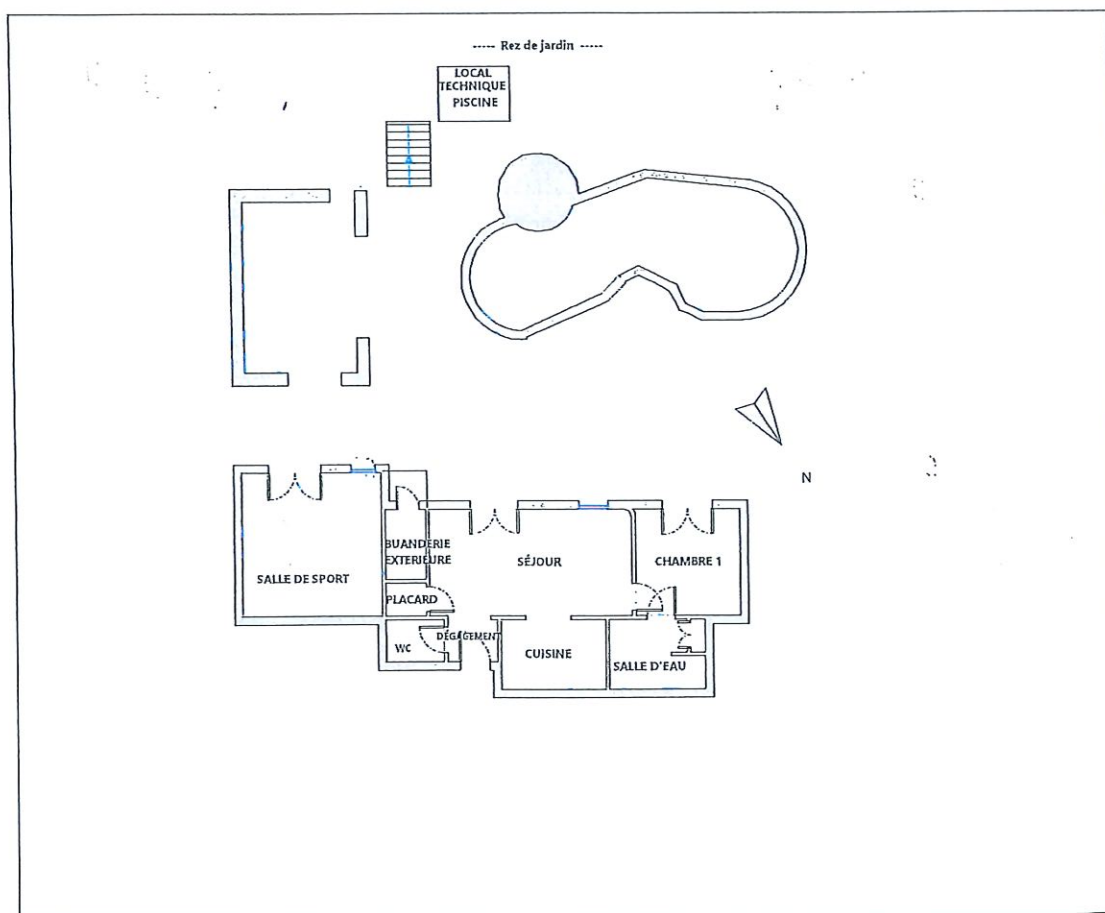 ----- Rez de jardin -----
LOCAL
TECHNIQUE
PISCINE
N
BUANDERIE
EXTERIEURE
SÉJOUR
CHAMBRE 1
SALLE DE SPORT
PLACARD
DÉGAGEMENT
WC
CUISINE
SALLE D'EAU